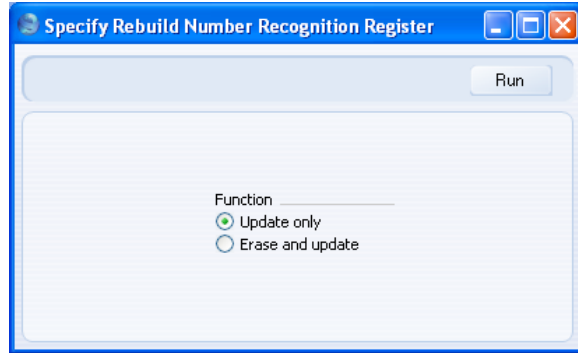 Specify Rebuild Number Recognition Register
Run
Function
Update only
Erase and update